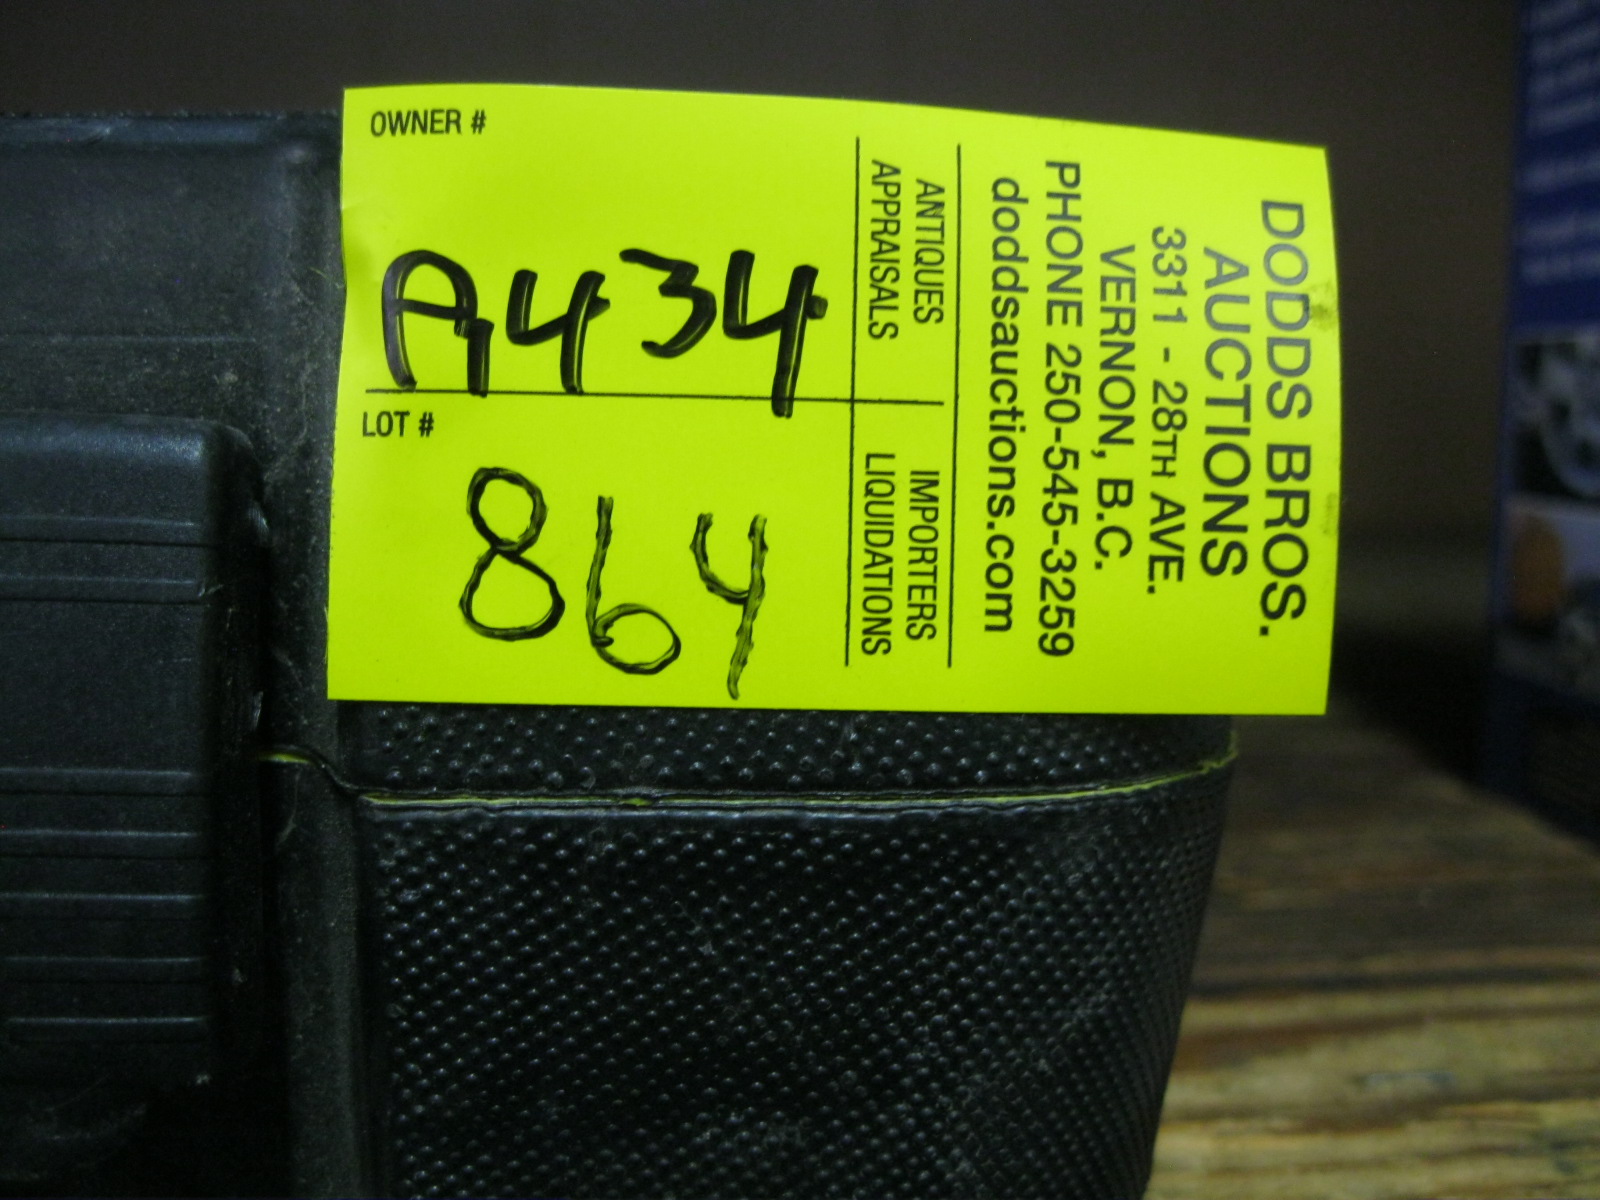 OWNER #
A434
LOT #
864
ANTIQUES
APPRAISALS
IMPORTERS
LIQUIDATIONS
DODDS BROS.
AUCTIONS
3311 - 28TH AVE.
VERNON, B.C.
PHONE 250-545-3259
doddsauctions.com